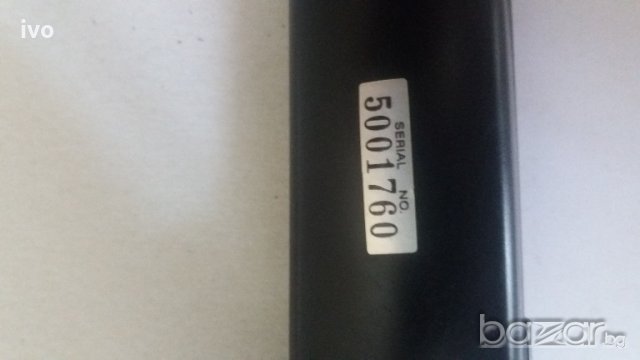 ivo
SERIAL NO.
5001760
bazar.bg